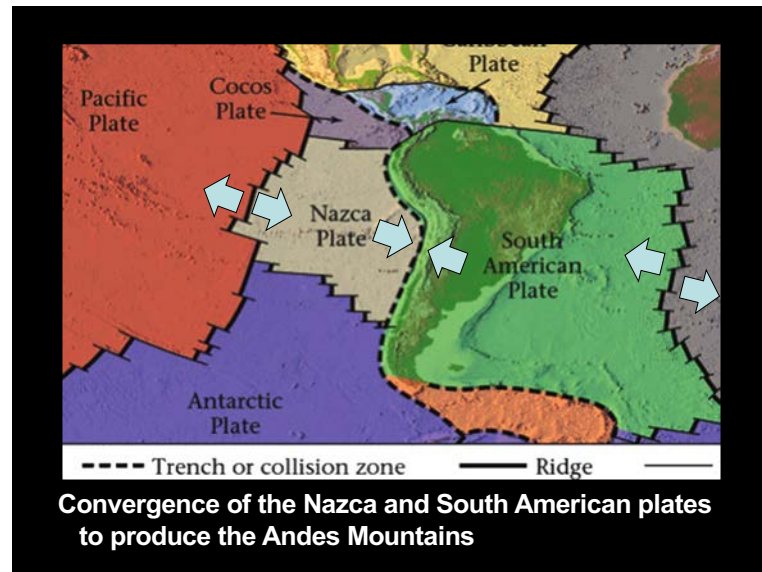 Plate
Cocos
Plate
Pacific
Plate
Nazca
Plate
South
American
Plate
Antarctic
Plate
Trench or collision zone
Ridge
Convergence of the Nazca and South American plates
to produce the Andes Mountains